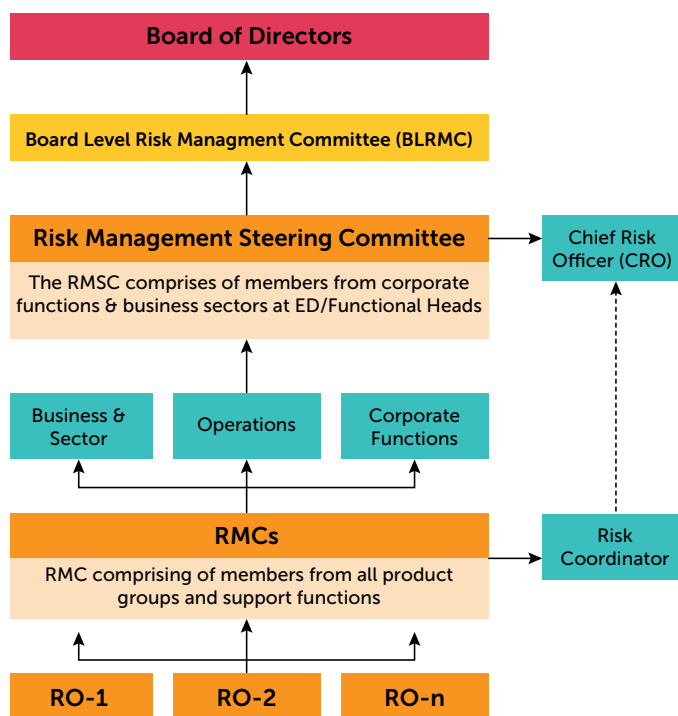 Board of Directors
Board Level Risk Managment Committee (BLRMC)
Risk Management Steering Committee
The RMSC comprises of members from corporate
functions & business sectors at ED/Functional Heads
Chief Risk
Officer (CRO)
Business &
Sector
Operations
Corporate
Functions
RMCs
RMC comprising of members from all product
groups and support functions
Risk
Coordinator
RO-1
RO-2
RO-n